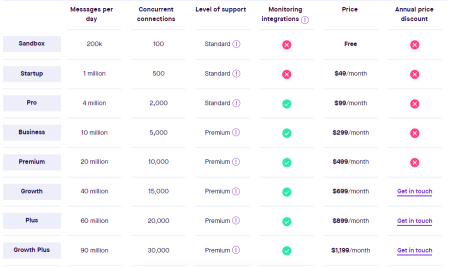 Messages per day Concurrent connections Level of support Monitoring integrations Price Annual price discount
Sandbox 200k 100 Standard Free
Startup 1 million 500 Standard $49/month
Pro 4 million 2,000 Standard $99/month
Business 10 million 5,000 Premium $299/month
Premium 20 million 10,000 Premium $499/month
Growth 40 million 15,000 Premium $699/month Get in touch
Plus 60 million 20,000 Premium $899/month Get in touch
Growth Plus 90 million 30,000 Premium $1,199/month Get in touch